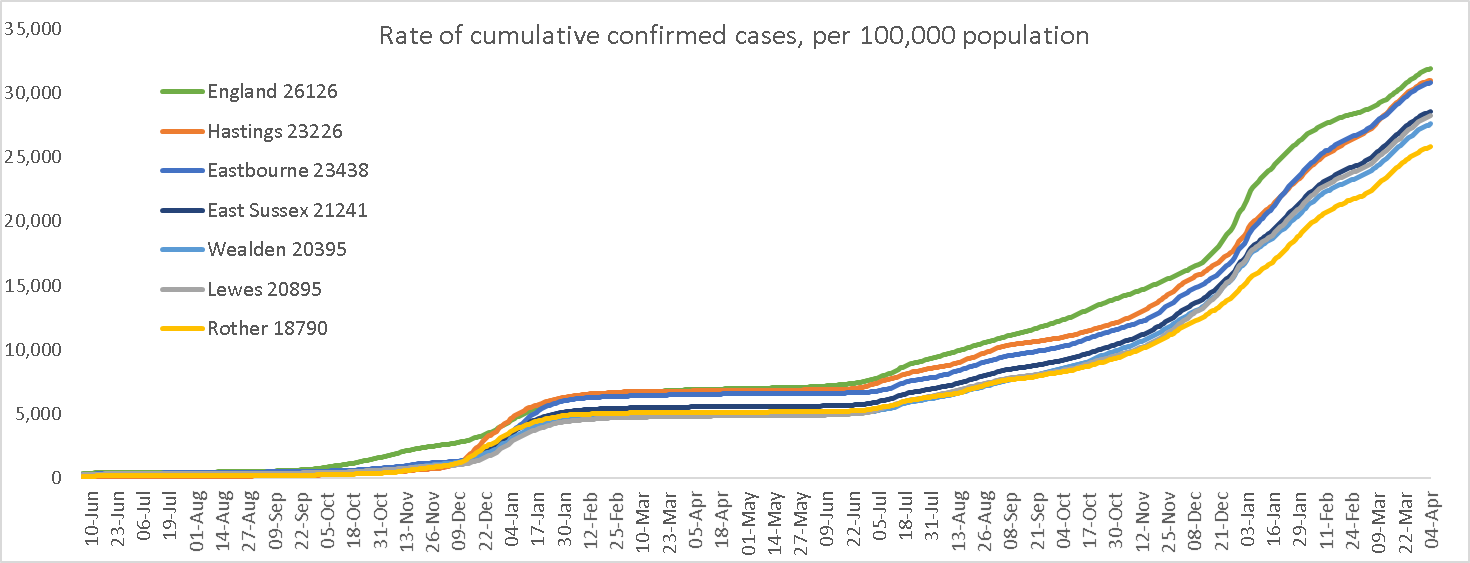 Rate of cumulative confirmed cases, per 100,000 population
35,000
30,000
25,000
20,000
15,000
10,000
5,000
0
England 26126
Hastings 23226
Eastbourne 23438
East Sussex 21241
Wealden 20395
Lewes 20895
Rother 18790
10-Jun
23-Jun
06-Jul
19-Jul
01-Aug
14-Aug
27-Aug
09-Sep
22-Sep
05-Oct
18-Oct
31-Oct
13-Nov
26-Nov
09-Dec
22-Dec
04-Jan
17-Jan
30-Jan
12-Feb
25-Feb
10-Mar
23-Mar
05-Apr
18-Apr
01-May
14-May
27-May
09-Jun
22-Jun
05-Jul
18-Jul
31-Jul
13-Aug
26-Aug
08-Sep
21-Sep
04-Oct
17-Oct
30-Oct
12-Nov
25-Nov
08-Dec
21-Dec
03-Jan
16-Jan
29-Jan
11-Feb
24-Feb
09-Mar
22-Mar
04-Apr